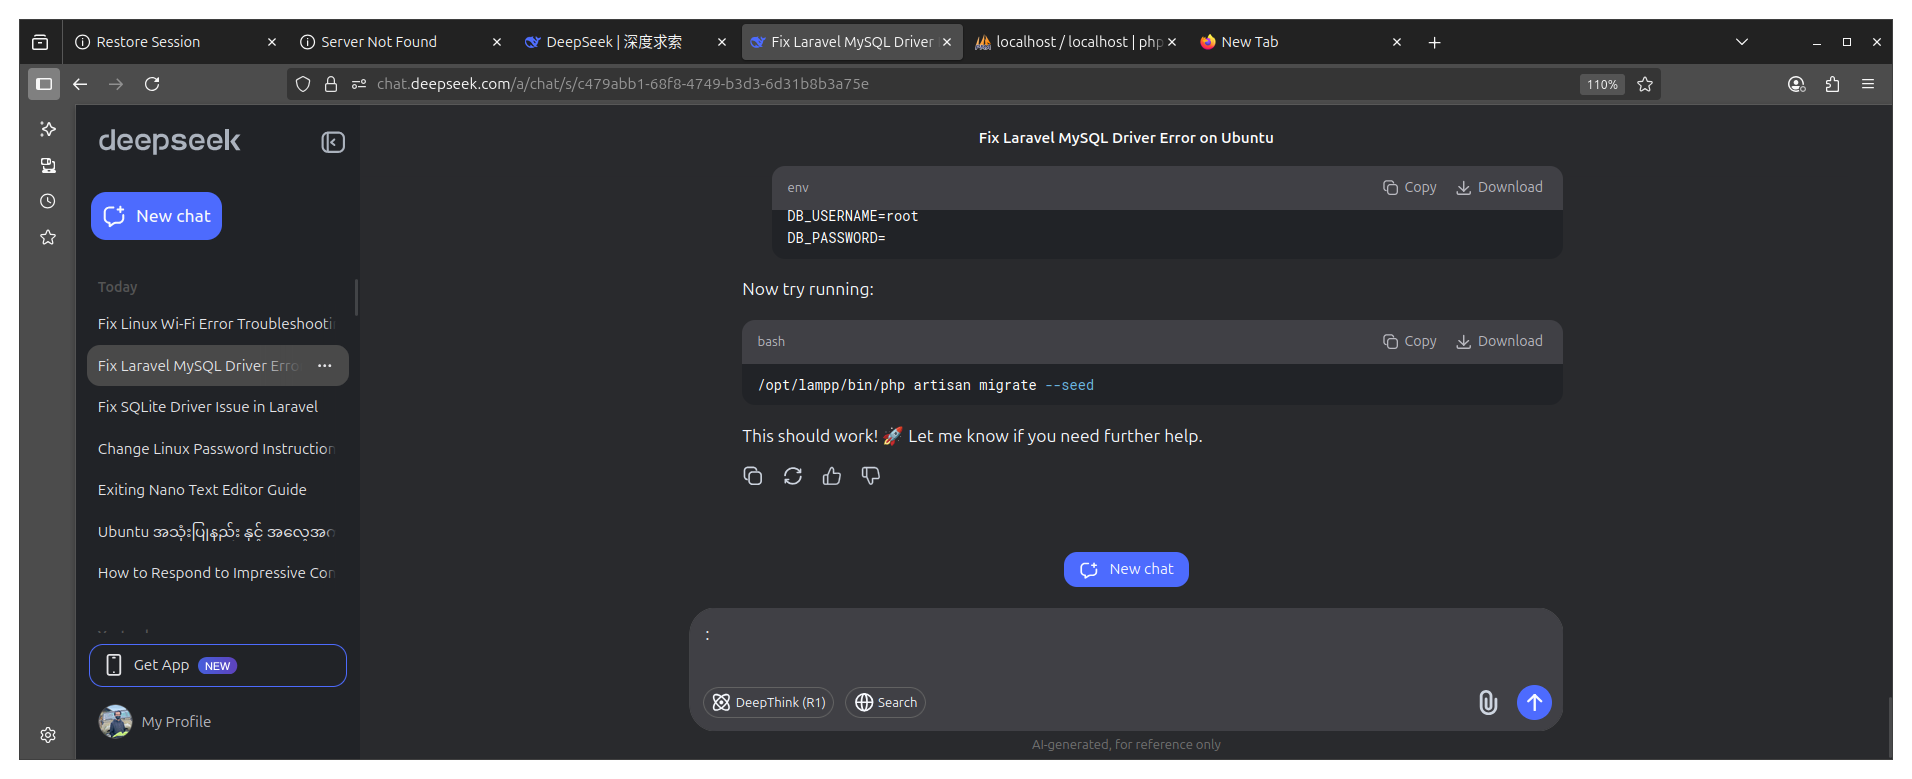 Restore Session
Server Not Found
DeepSeek | 深度求索
Fix Laravel MySQL Driver
localhost / localhost | php
New Tab
chat.deepseek.com/a/chat/s/c479abb1-68f8-4749-b3d3-6d31b8b3a75e
110%
deepseek
New chat
Today
Fix Linux Wi-Fi Error Troubleshooti
Fix Laravel MySQL Driver Erro
Fix SQLite Driver Issue in Laravel
Change Linux Password Instruction
Exiting Nano Text Editor Guide
Ubuntu အသုံးပြုနည်း နှင့် အလေ့အက
How to Respond to Impressive Con
Get App NEW
My Profile
Fix Laravel MySQL Driver Error on Ubuntu
env
Copy
Download
DB_USERNAME=root
DB_PASSWORD=
Now try running:
bash
Copy
Download
/opt/lampp/bin/php artisan migrate --seed
This should work! 🚀 Let me know if you need further help.
New chat
:
DeepThink (R1)
Search
AI-generated, for reference only